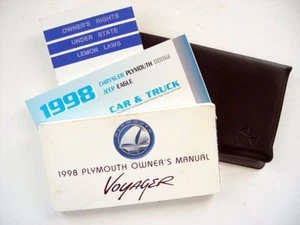 OWNER'S RIGHTS
UNDER STATE
LEMON LAWS
1998
CHRYSLER PLYMOUTH DODGE
JEEP EAGLE
CAR & TRUCK
1998 PLYMOUTH OWNER'S MANUAL
VOYAGER